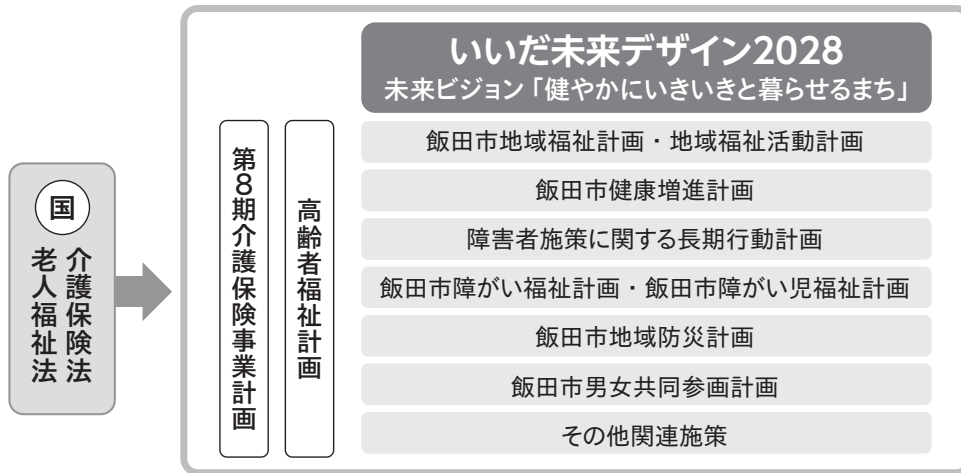 国
介護保険法
老人福祉法
第8期介護保険事業計画
高齢者福祉計画
いいだ未来デザイン2028
未来ビジョン「健やかにいきいきと暮らせるまち」
飯田市地域福祉計画・地域福祉活動計画
飯田市健康増進計画
障害者施策に関する長期行動計画
飯田市障がい福祉計画・飯田市障がい児福祉計画
飯田市地域防災計画
飯田市男女共同参画計画
その他関連施策